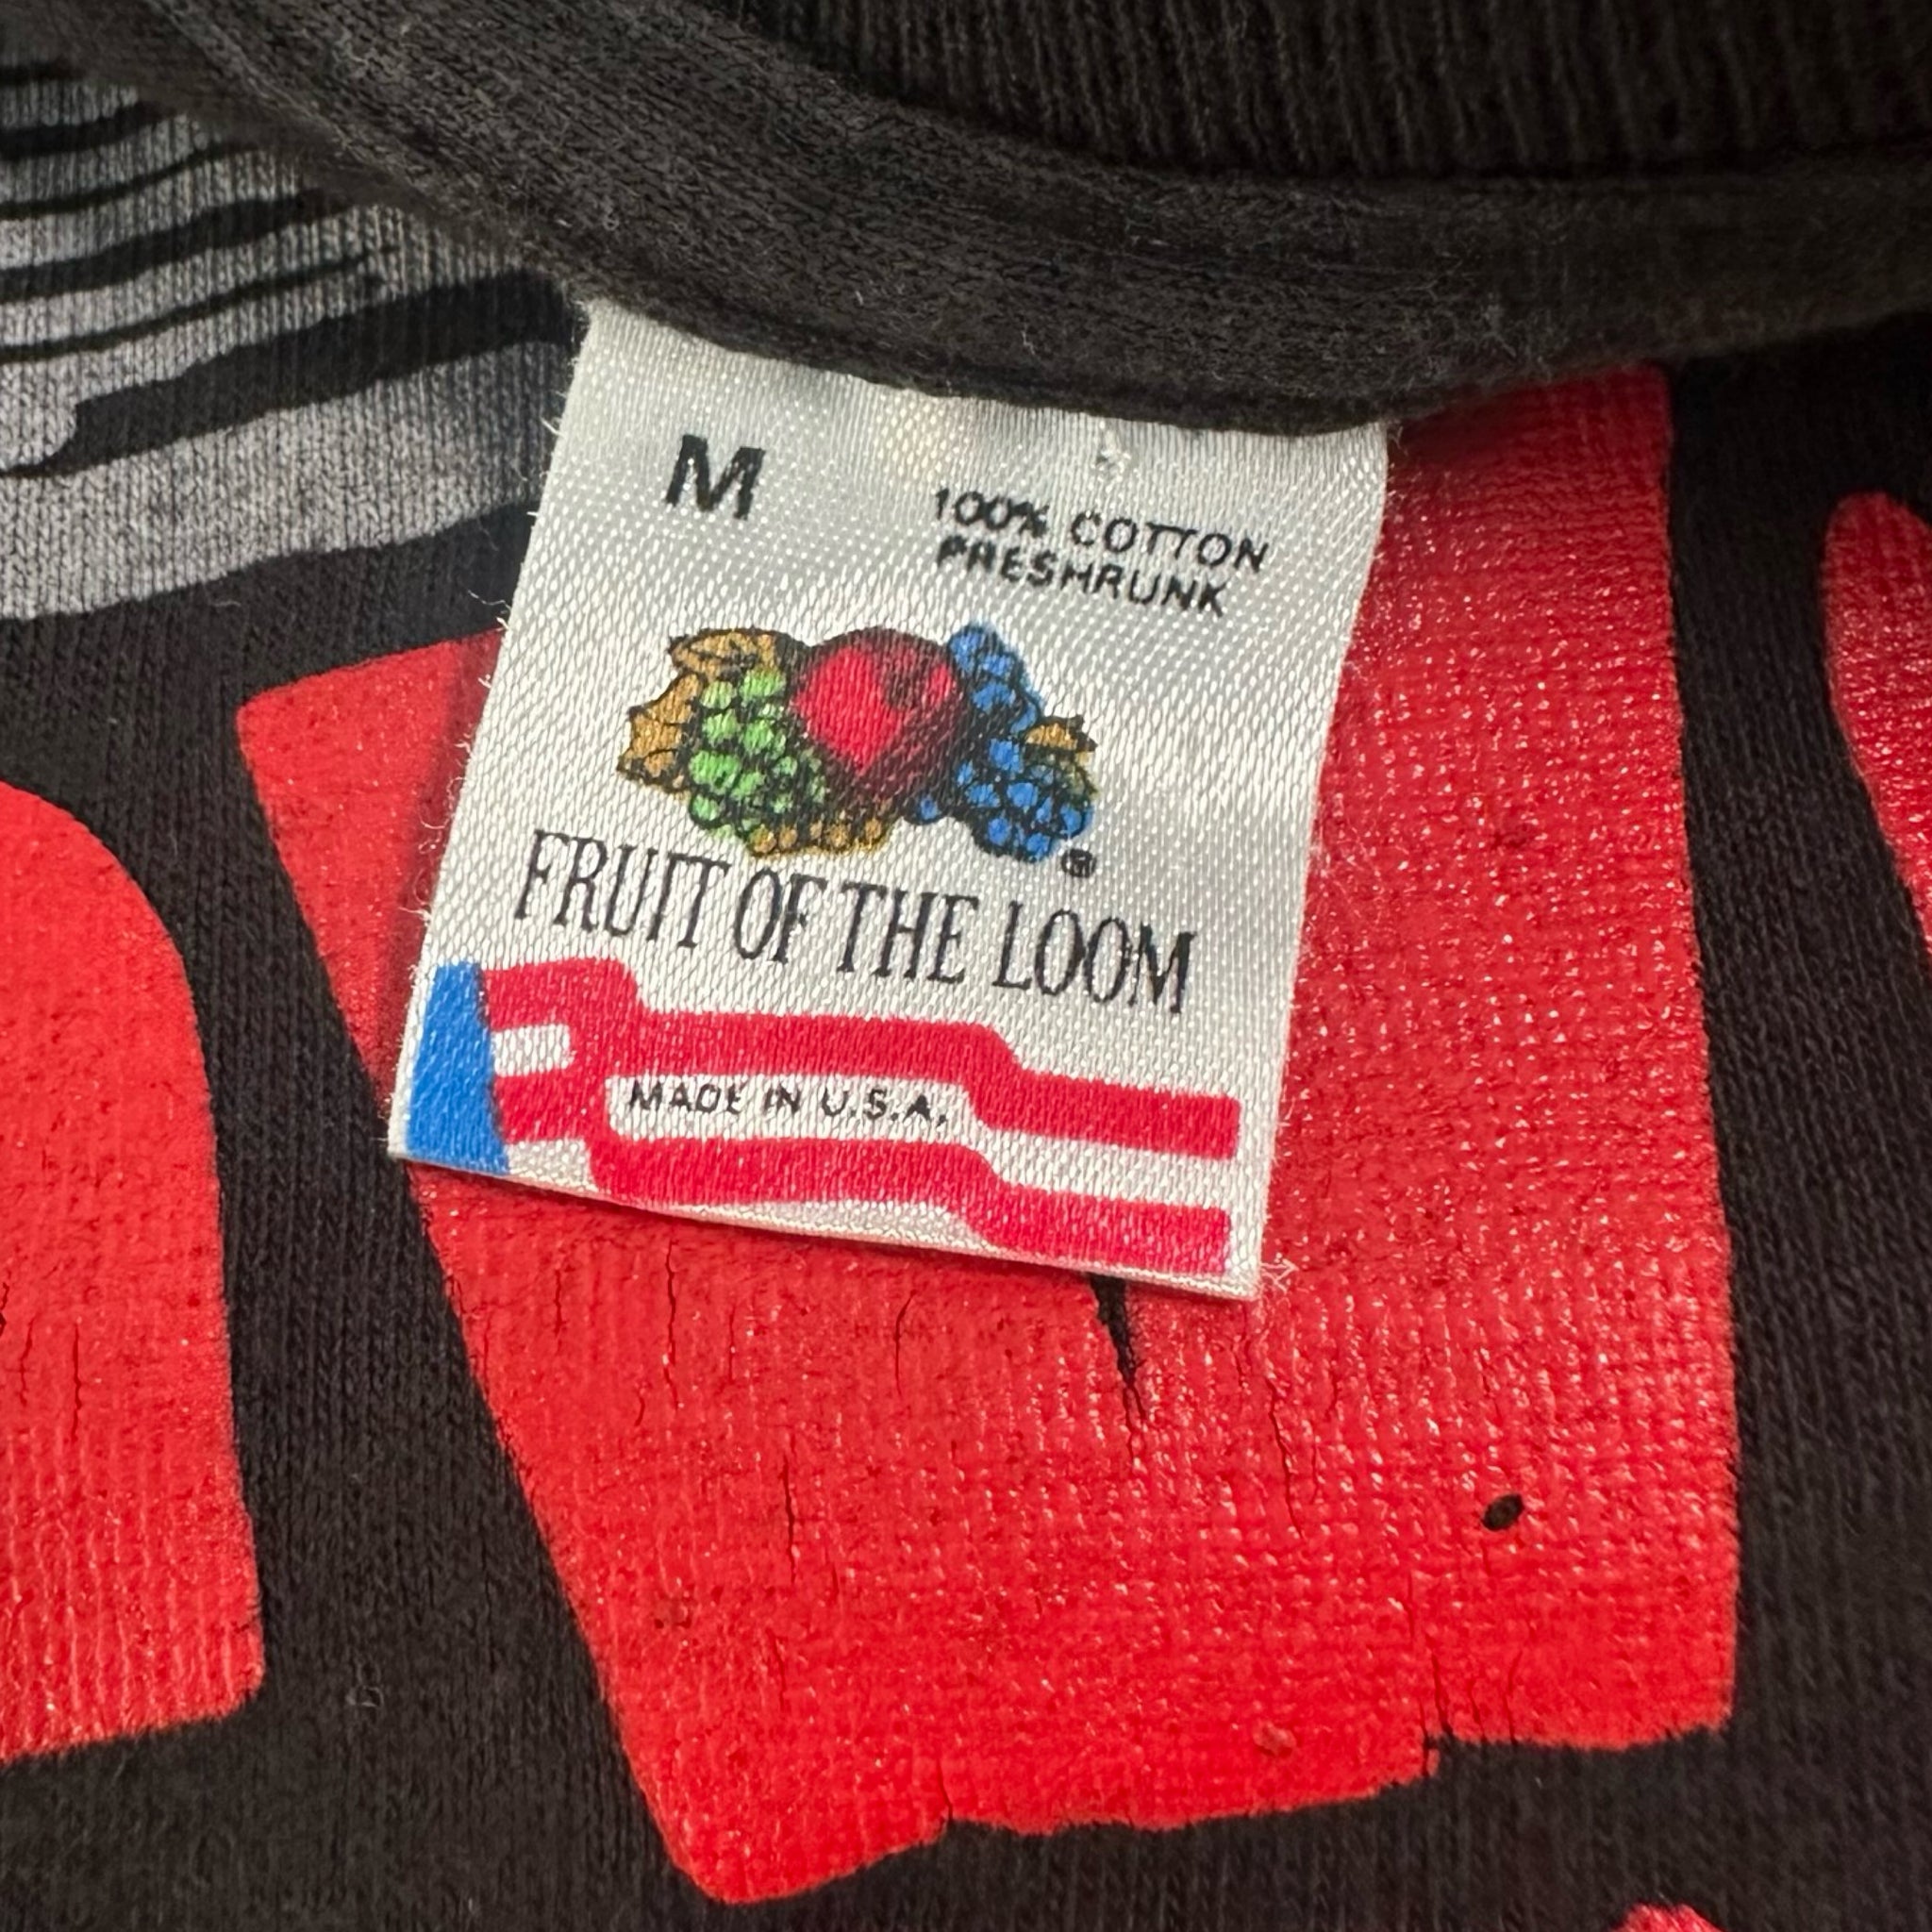 M
100% COTTON
PRESHRUNK
®
FRUIT OF THE LOOM
MADE IN U.S.A.